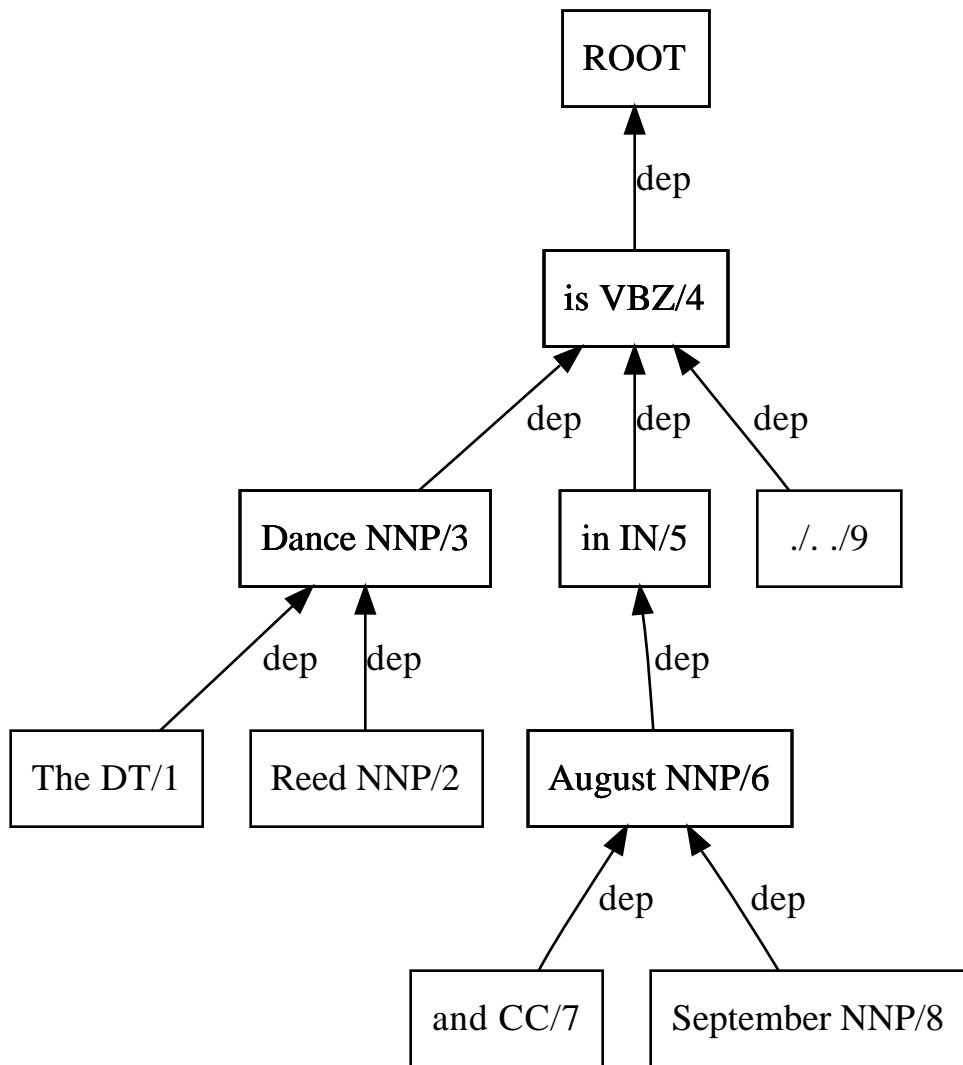 ROOT
dep
is VBZ/4
dep dep dep
Dance NNP/3 in IN/5 ./. ./9
dep dep dep
The DT/1 Reed NNP/2 August NNP/6
dep dep
and CC/7 September NNP/8